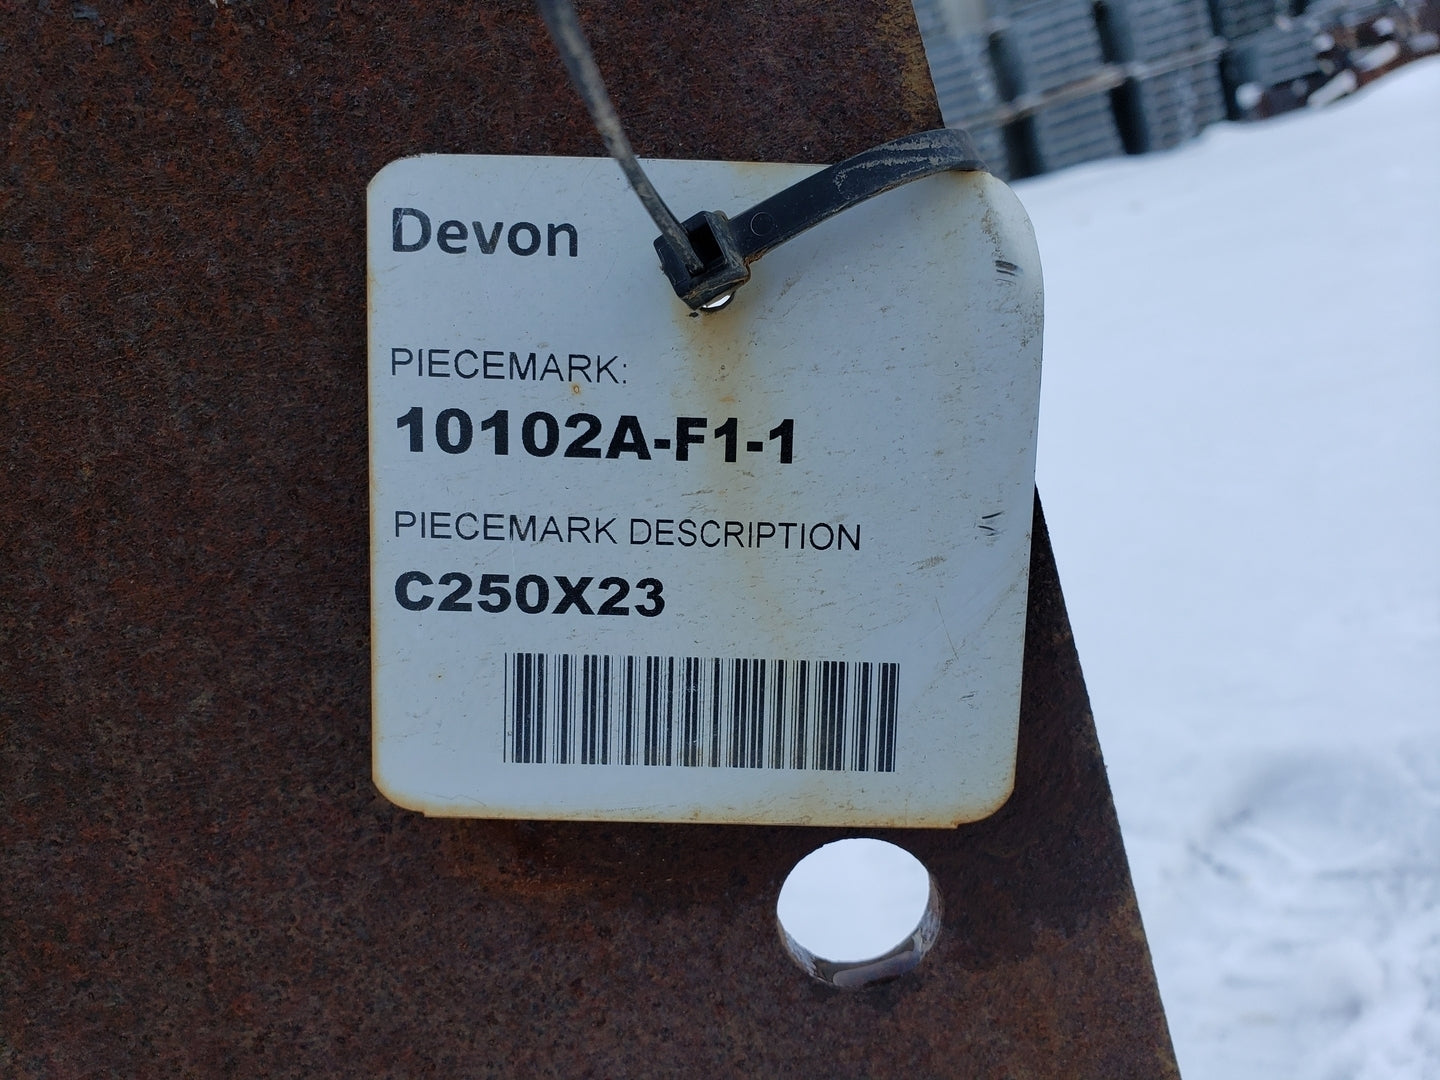 Devon
PIECEMARK:
10102A-F1-1
PIECEMARK DESCRIPTION
C250X23